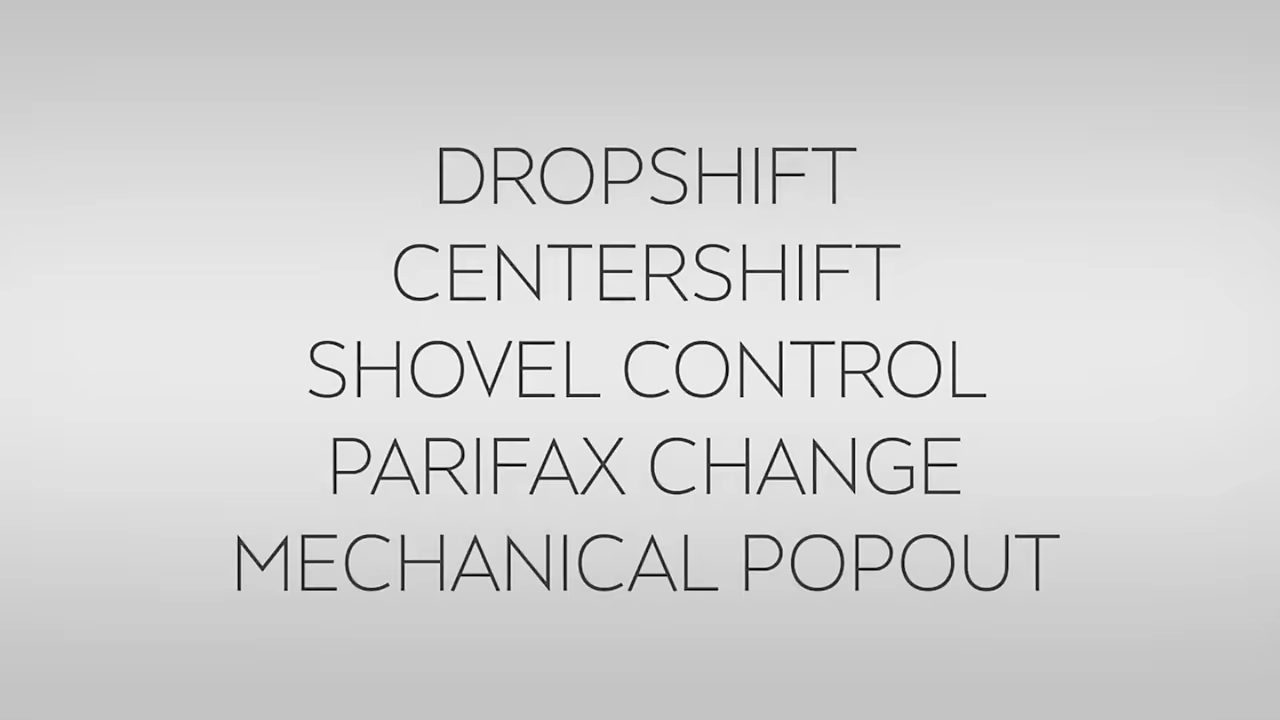 DROPSHIFT
CENTERSHIFT
SHOVEL CONTROL
PARIFAX CHANGE
MECHANICAL POPOUT